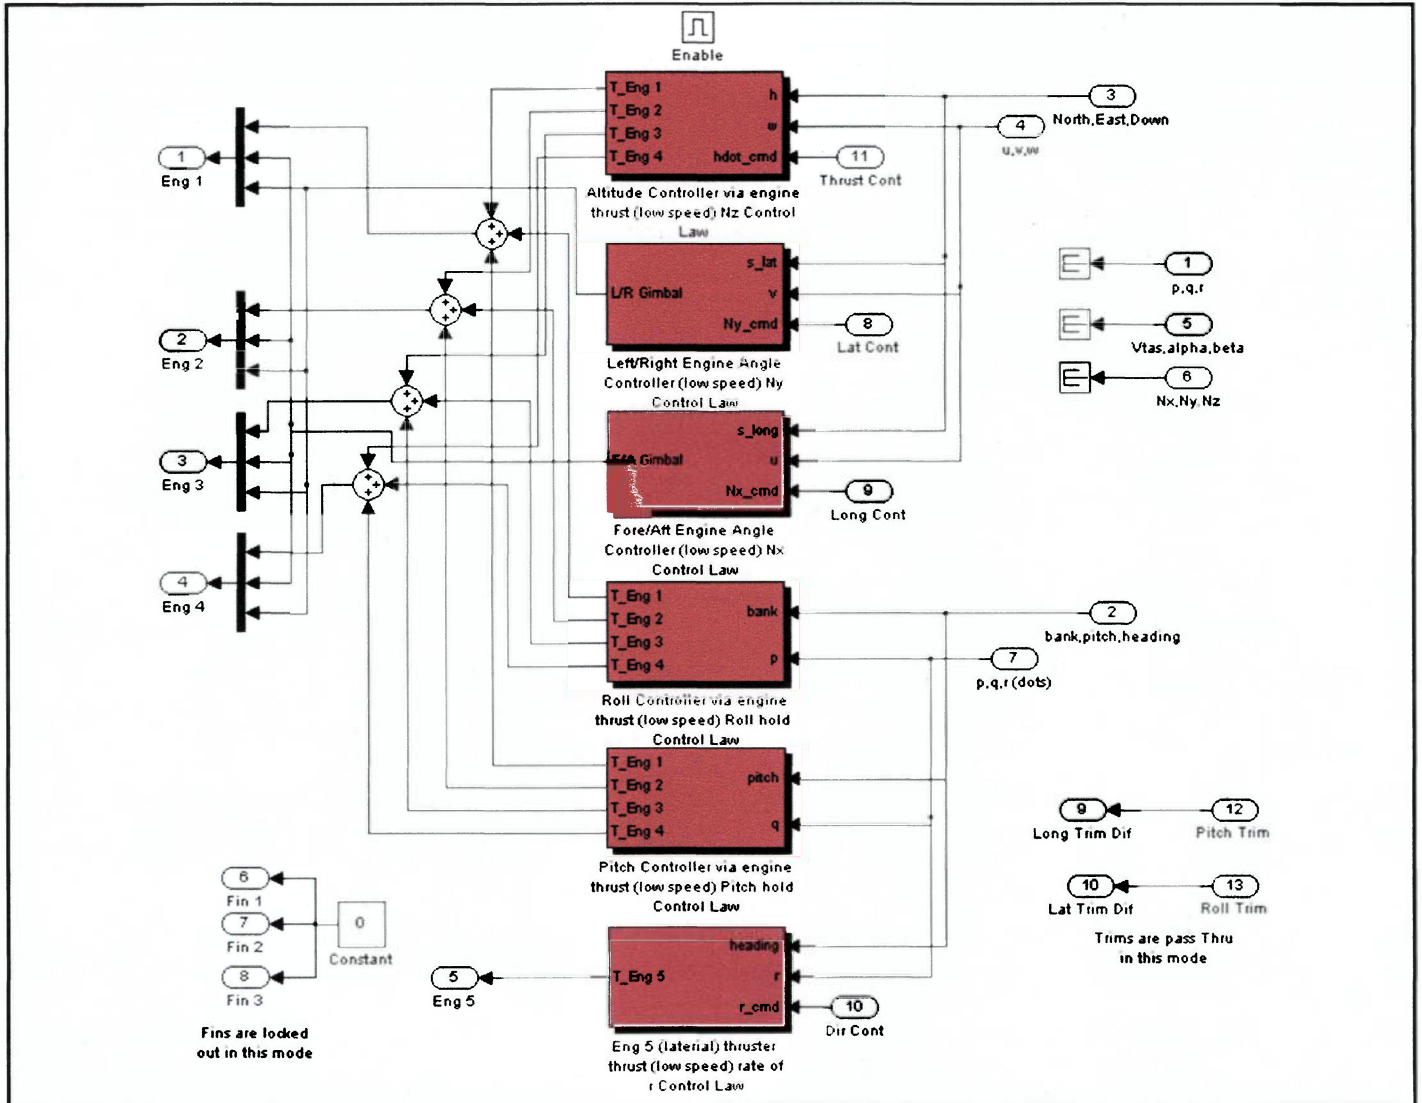 Enable
T_Eng 1
T_Eng 2
T_Eng 3
T_Eng 4
h
w
hdot_cmd
Altitude Controller via engine
thrust (low speed) Nz Control
Law
3
North,East,Down
4
u,v,w
11
Thrust Cont
1
Eng 1
L/R Gimbal
s_lat
v
Ny_cmd
Left/Right Engine Angle
Controller (low speed) Ny
Control Law
8
Lat Cont
1
p,q,r
5
Vtas,alpha,beta
6
Nx,Ny,Nz
2
Eng 2
F/A Gimbal
s_long
u
Nx_cmd
Fore/Aft Engine Angle
Controller (low speed) Nx
Control Law
9
Long Cont
3
Eng 3
4
Eng 4
T_Eng 1
T_Eng 2
T_Eng 3
T_Eng 4
bank
p
Roll Controller via engine
thrust (low speed) Roll hold
Control Law
2
bank,pitch,heading
7
p,q,r (dots)
T_Eng 1
T_Eng 2
T_Eng 3
T_Eng 4
pitch
q
Pitch Controller via engine
thrust (low speed) Pitch hold
Control Law
9
Long Trim Dif
12
Pitch Trim
10
Lat Trim Dif
13
Roll Trim
Trims are pass Thru
in this mode
6
Fin 1
7
Fin 2
8
Fin 3
0
Constant
Fins are locked
out in this mode
5
Eng 5
T_Eng 5
heading
r
r_cmd
10
Dir Cont
Eng 5 (laterial) thruster
thrust (low speed) rate of
r Control Law